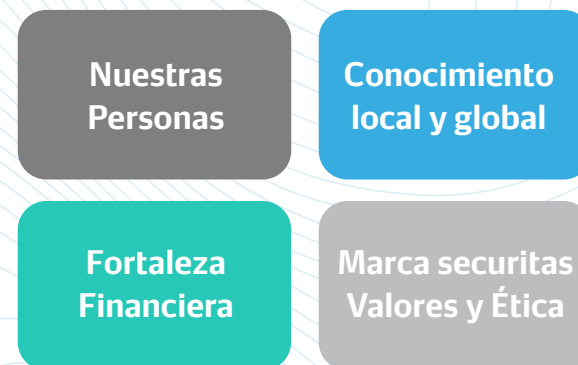 Nuestras
Personas
Conocimiento
local y global
Fortaleza
Financiera
Marca securitas
Valores y Ética